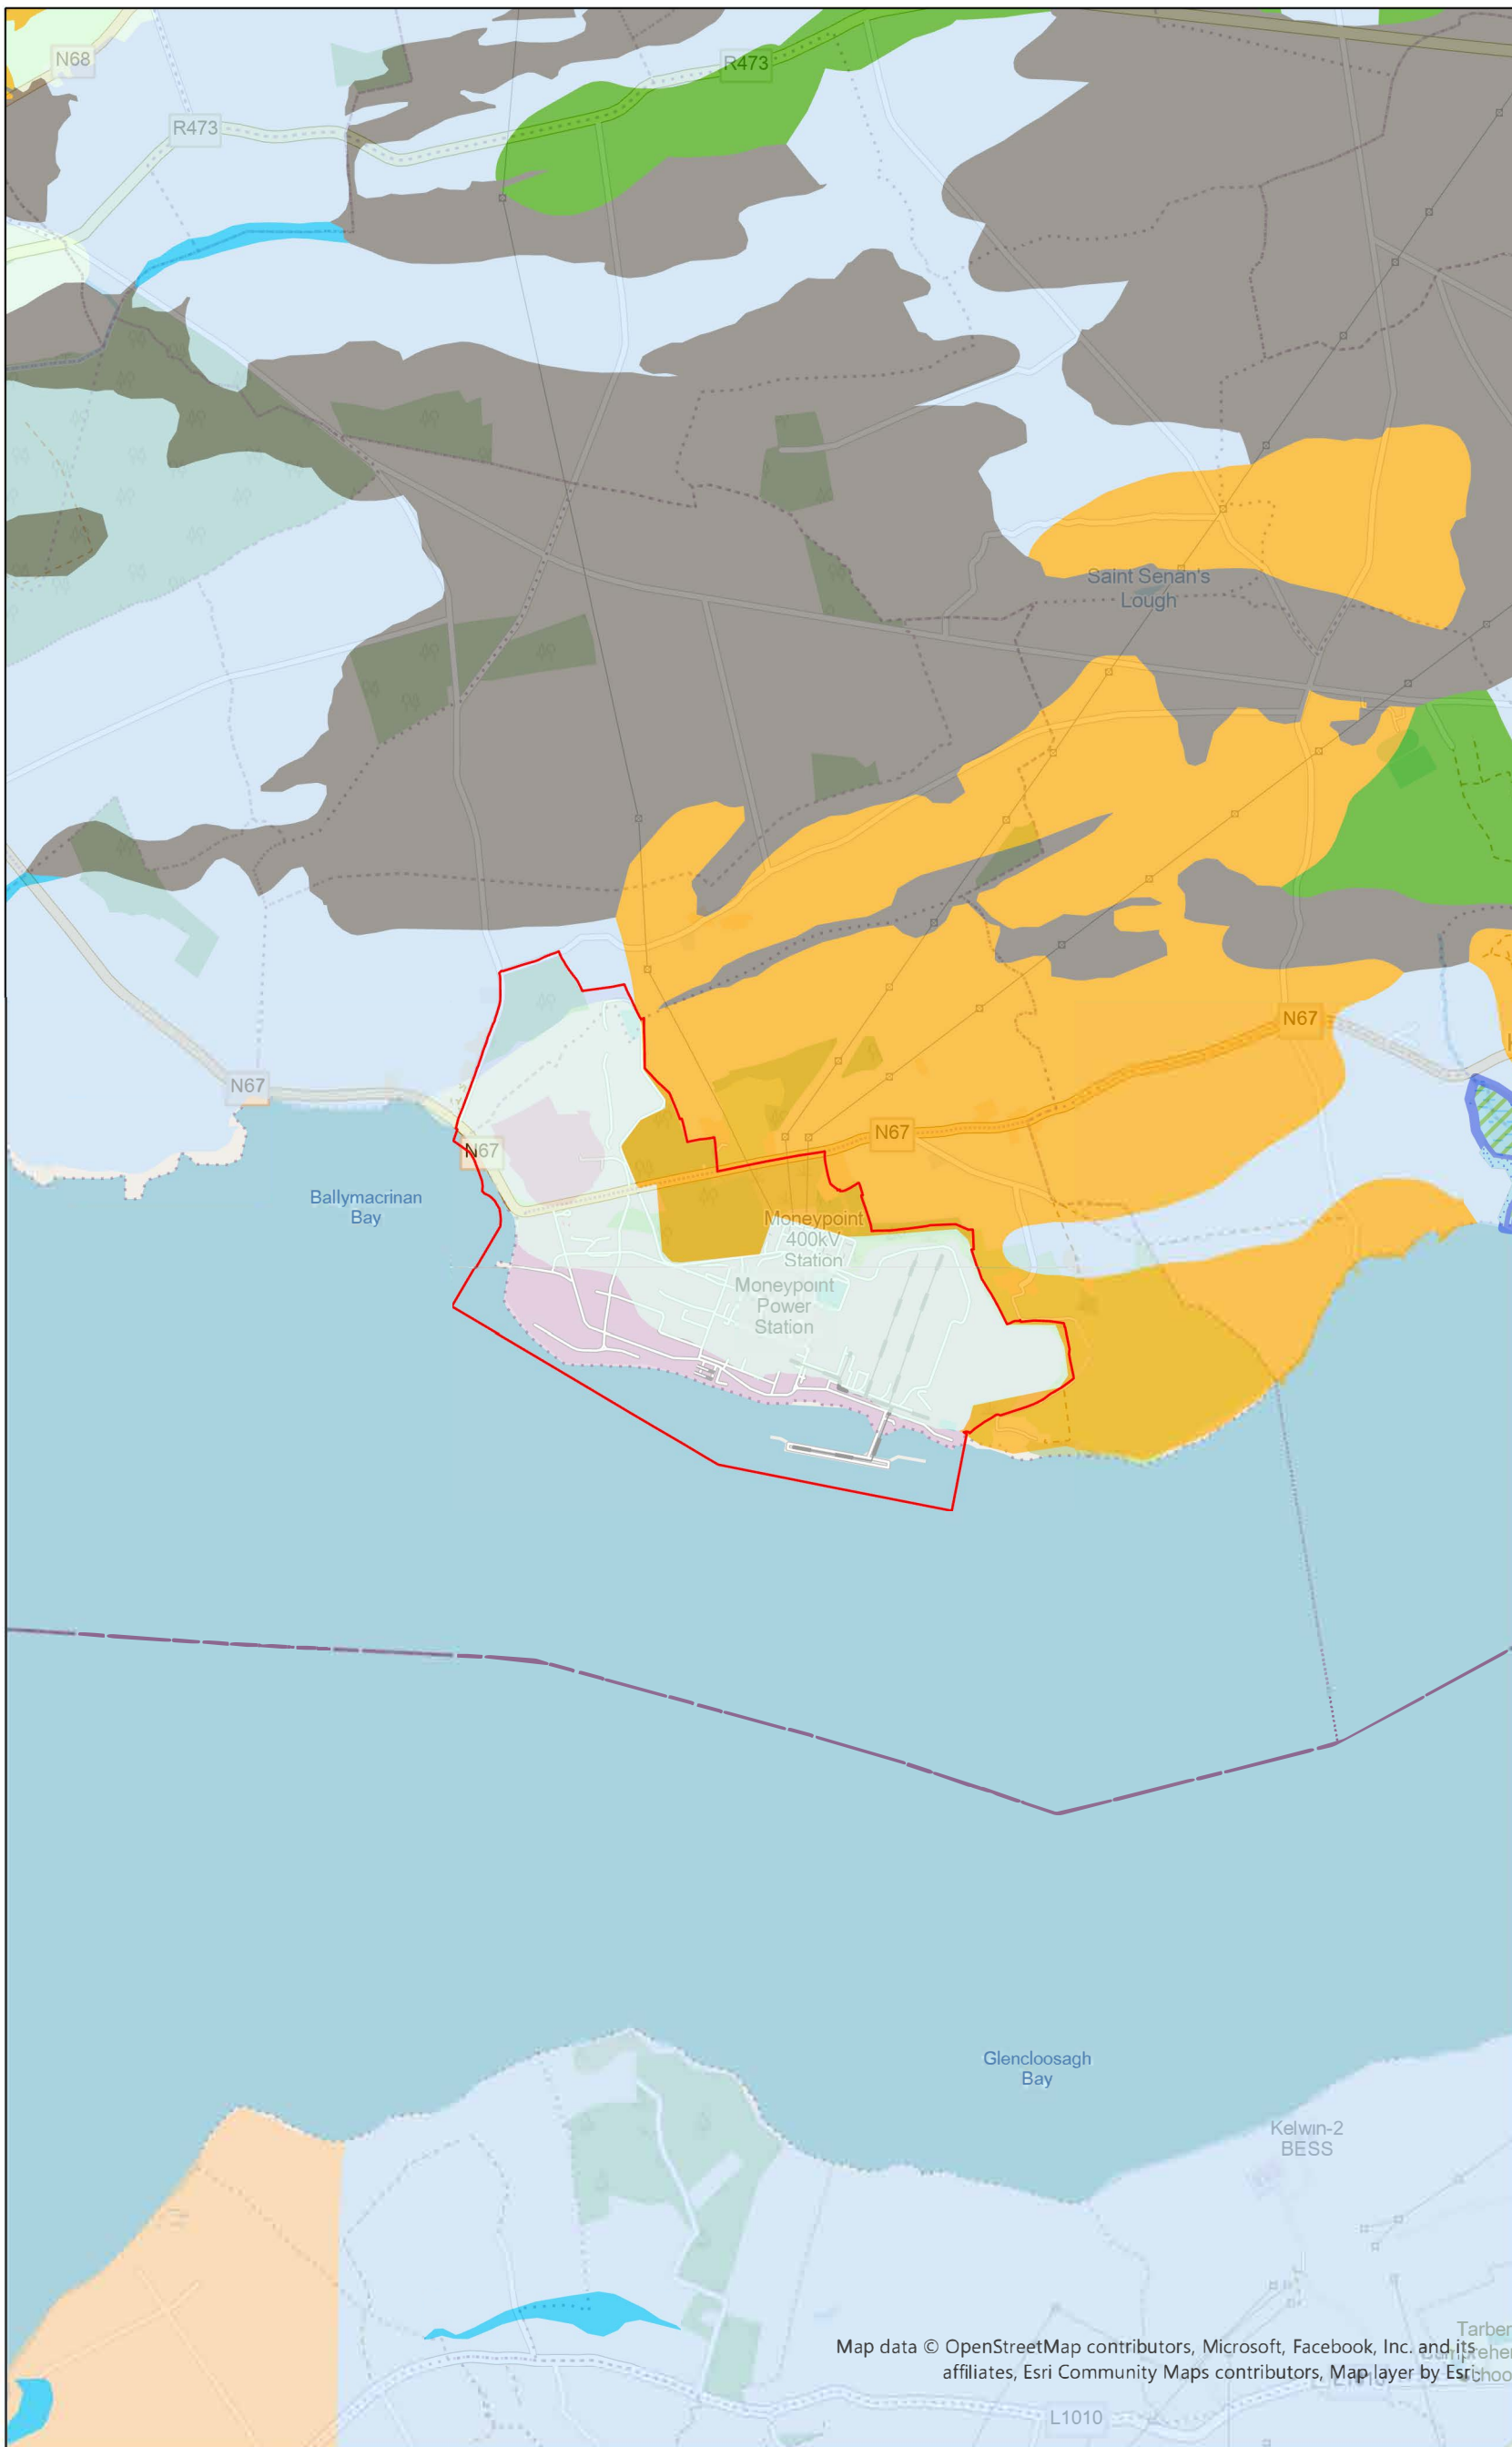 N68
R473
R473
Saint Senan's
Lough
N67
N67
N67
N67
Ballymacrinan
Bay
Moneypoint
400kV
Station
Moneypoint
Power
Station
Glencloosagh
Bay
Kelwin-2
BESS
Map data © OpenStreetMap contributors, Microsoft, Facebook, Inc. and its
affiliates, Esri Community Maps contributors, Map layer by Esri
L1010